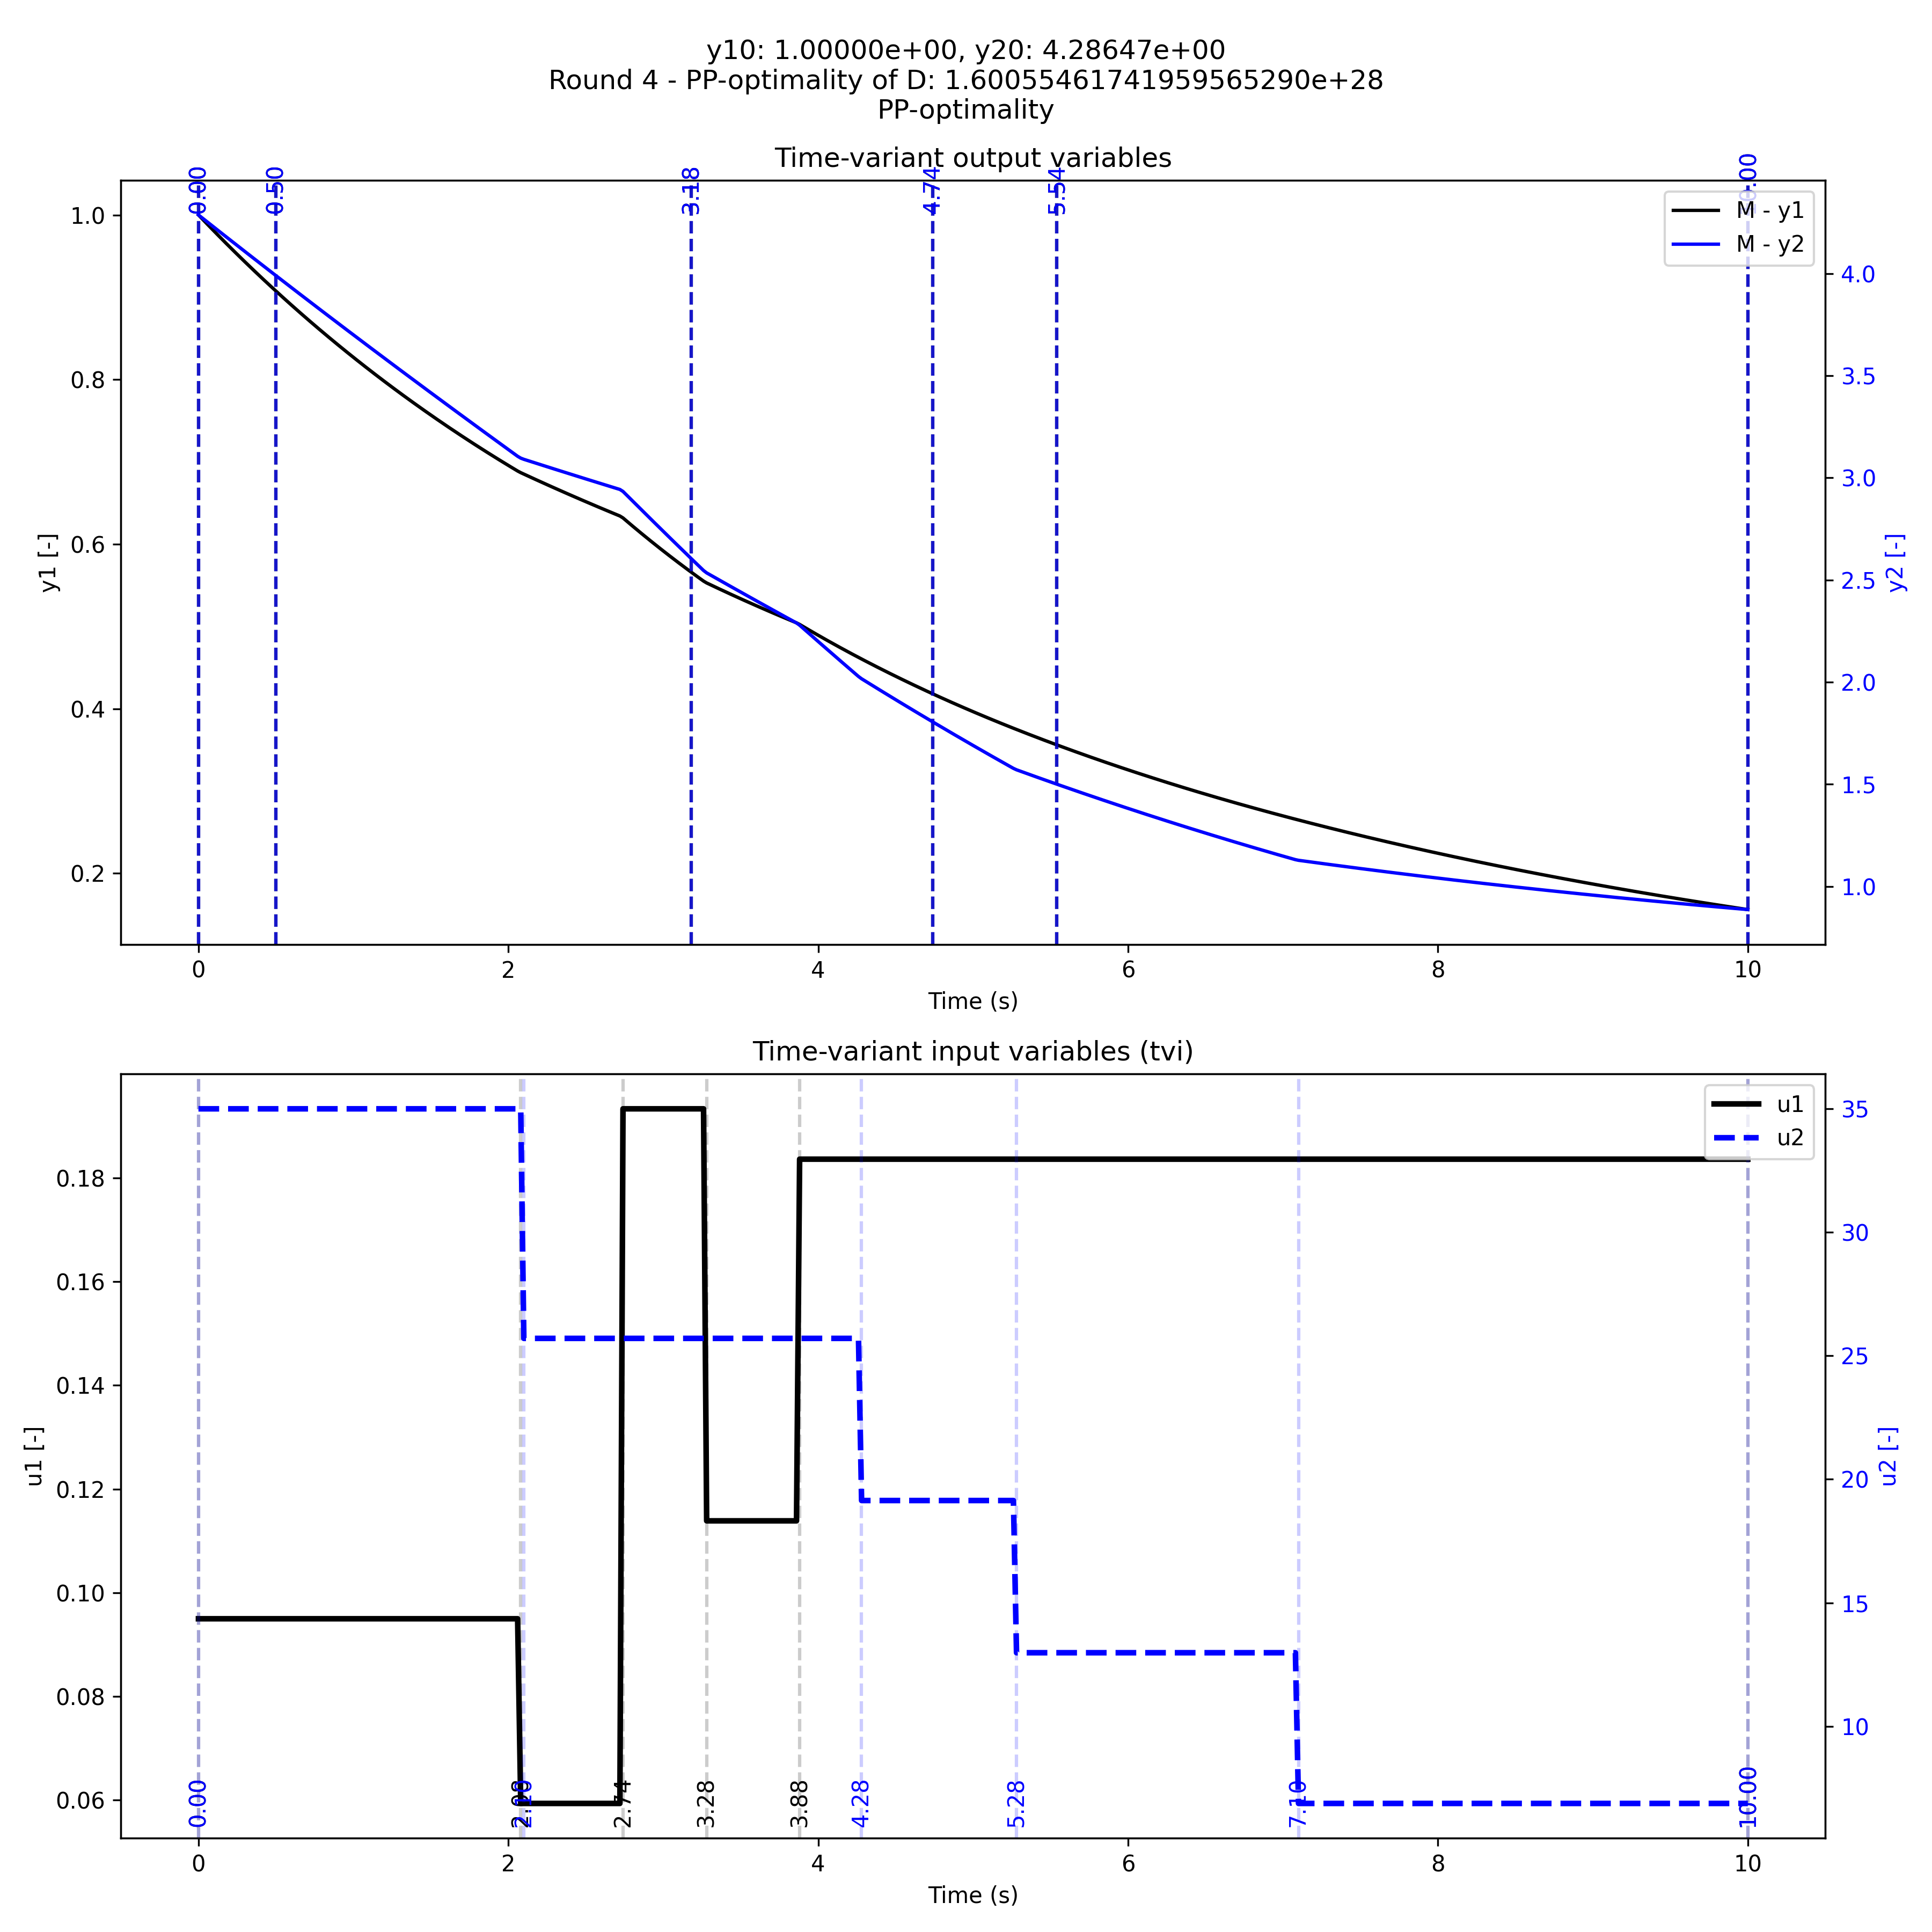 y10: 1.00000e+00, y20: 4.28647e+00
Round 4 - PP-optimality of D: 1.60055461741959565290e+28
PP-optimality
Time-variant output variables
0.00
0.50
3.18
4.74
5.54
M - y1
M - y2
1.0
0.8
0.6
0.4
0.2
y1 [-]
4.0
3.5
3.0
2.5
2.0
1.5
1.0
y2 [-]
0 2 4 6 8 10
Time (s)
Time-variant input variables (tvi)
u1
u2
0.18
0.16
0.14
0.12
0.10
0.08
0.06
u1 [-]
35
30
25
20
15
10
u2 [-]
0.00
2.74
3.28
3.88
4.28
5.28
7.10
10.00
0 2 4 6 8 10
Time (s)